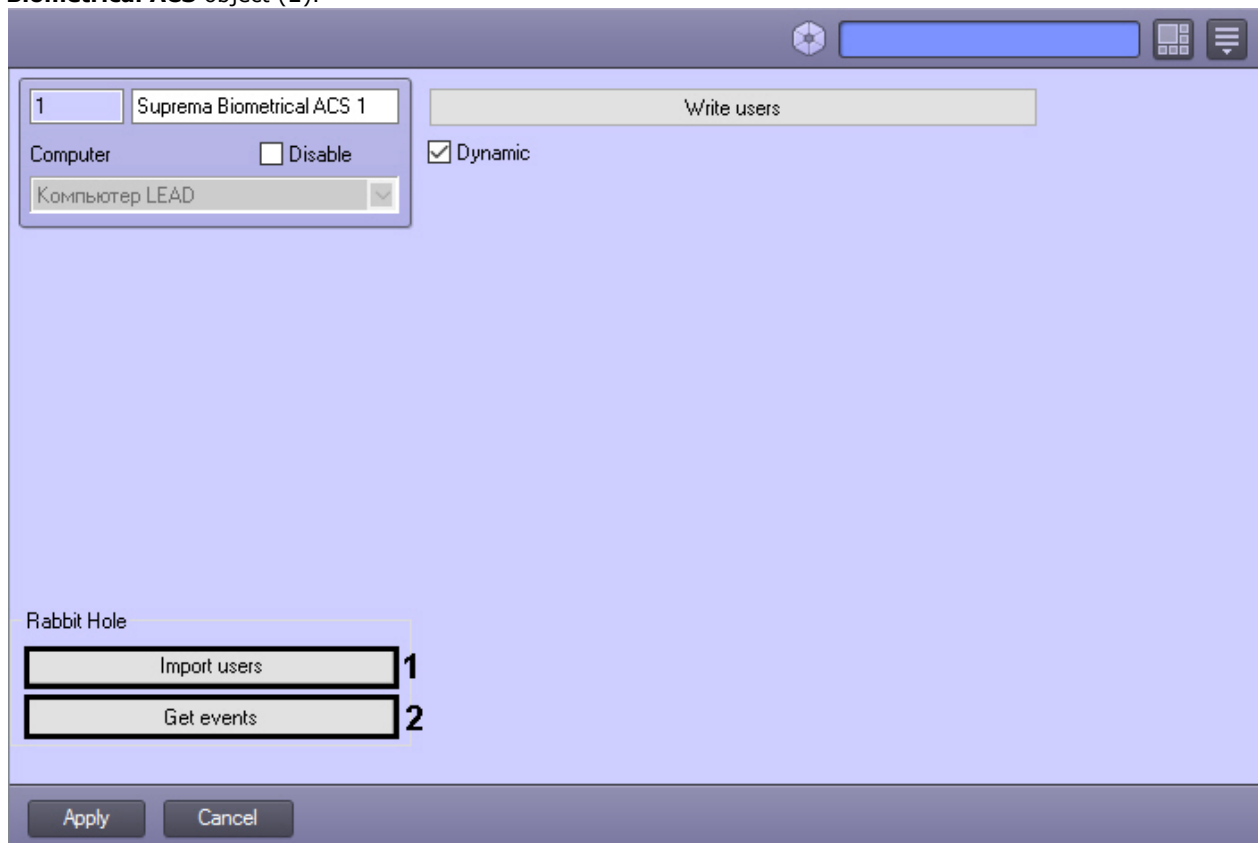 Biometrical ACS object (1).
1 Suprema Biometrical ACS 1
Write users
Computer Disable
Dynamic
Компьютер LEAD
Rabbit Hole
Import users 1
Get events 2
Apply Cancel